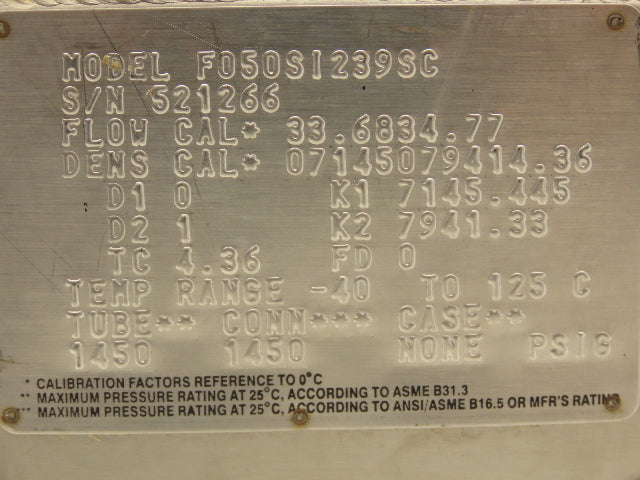 MODEL F050S1239SC
S/N 521266
FLOW CAL* 33.6834.77
DENS CAL* 07145079414.36
D1 0 K1 7145.445
D2 1 K2 7941.33
TC 4.36 FD 0
TEMP RANGE -40 TO 125 C
TUBE** CONN*** CASE**
1450 1450 NONE PSIG
* CALIBRATION FACTORS REFERENCE TO 0°C
** MAXIMUM PRESSURE RATING AT 25°C, ACCORDING TO ASME B31.3
*** MAXIMUM PRESSURE RATING AT 25°C, ACCORDING TO ANSI/ASME B16.5 OR MFR'S RATING